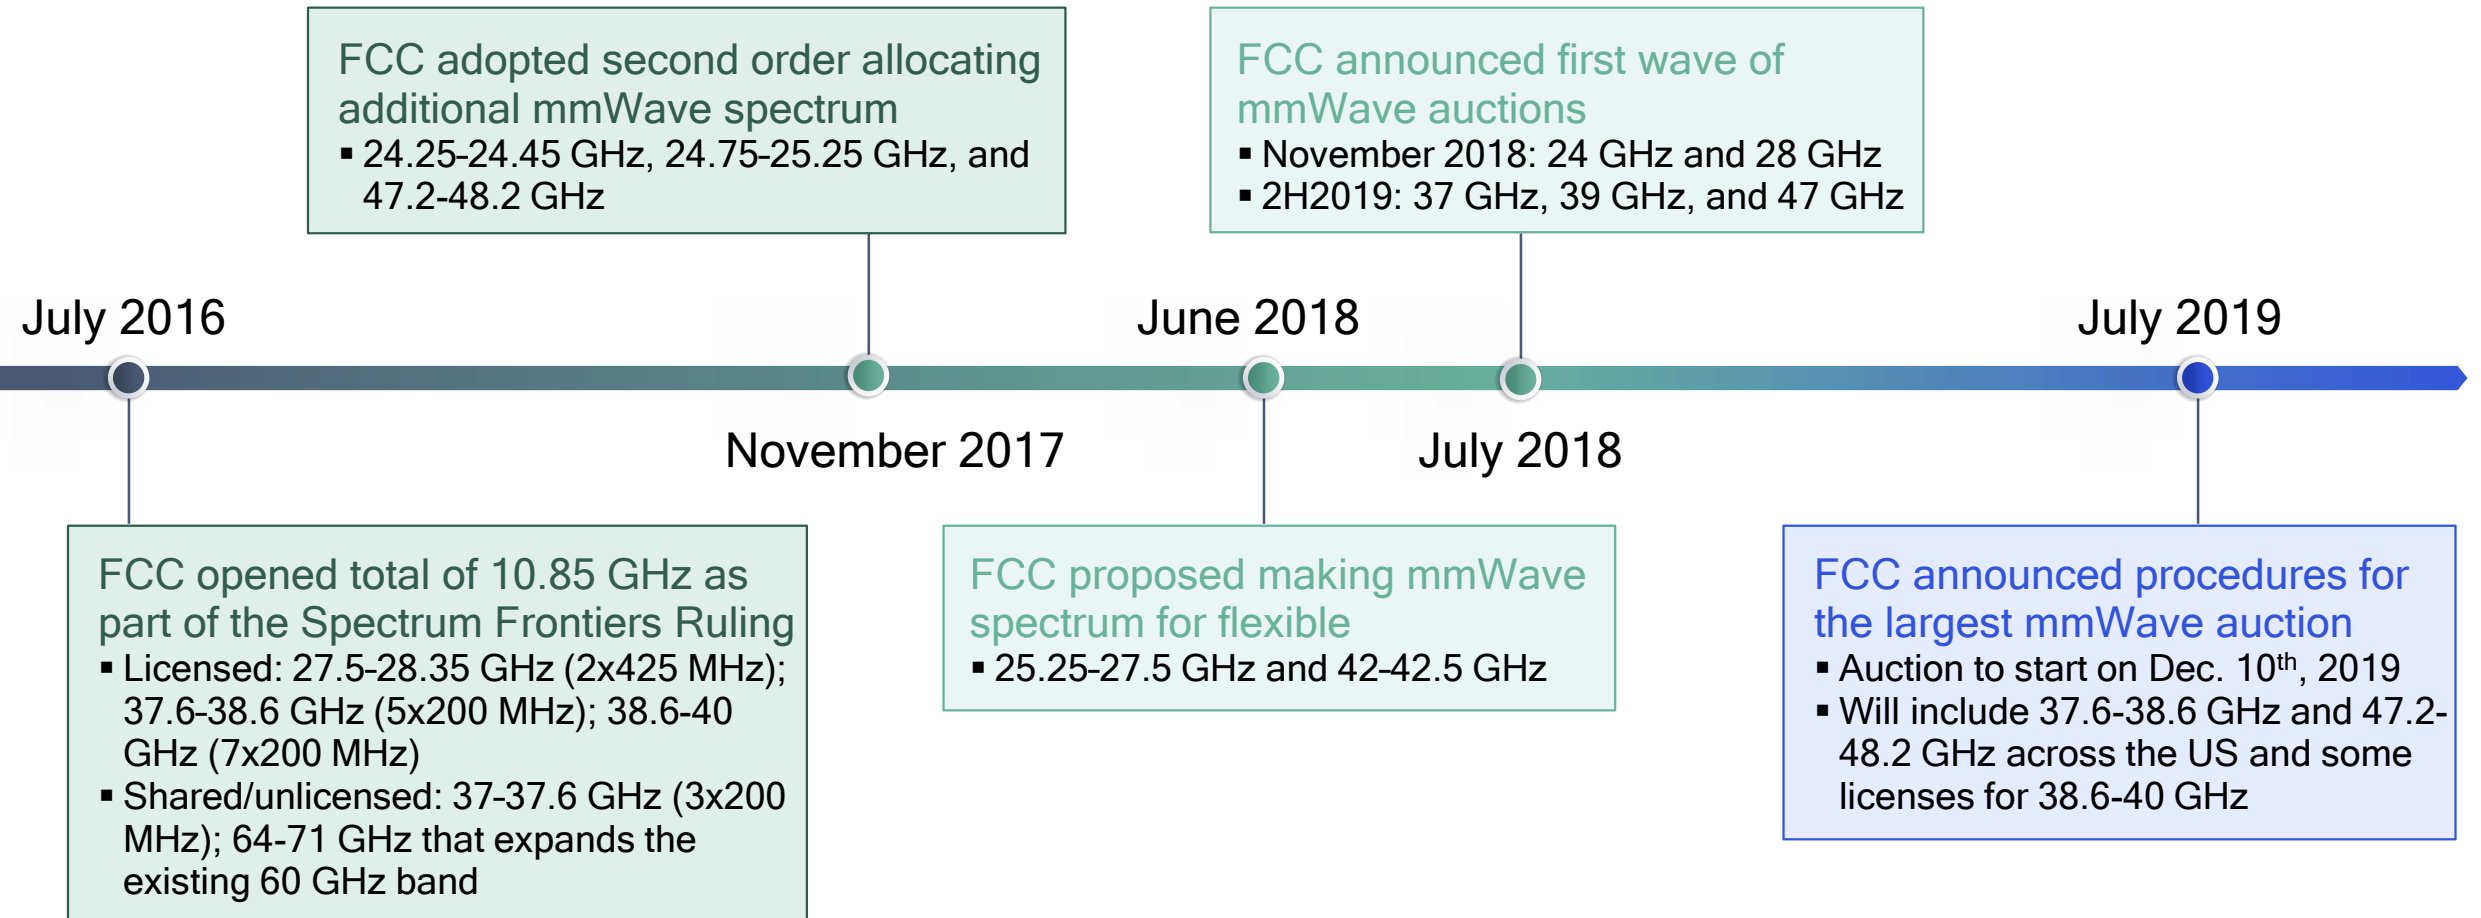 FCC adopted second order allocating
additional mmWave spectrum
▪ 24.25-24.45 GHz, 24.75-25.25 GHz, and
47.2-48.2 GHz
FCC announced first wave of
mmWave auctions
▪ November 2018: 24 GHz and 28 GHz
▪ 2H2019: 37 GHz, 39 GHz, and 47 GHz
July 2016
June 2018
July 2019
November 2017
July 2018
FCC opened total of 10.85 GHz as
part of the Spectrum Frontiers Ruling
▪ Licensed: 27.5-28.35 GHz (2x425 MHz);
37.6-38.6 GHz (5x200 MHz); 38.6-40
GHz (7x200 MHz)
▪ Shared/unlicensed: 37-37.6 GHz (3x200
MHz); 64-71 GHz that expands the
existing 60 GHz band
FCC proposed making mmWave
spectrum for flexible
▪ 25.25-27.5 GHz and 42-42.5 GHz
FCC announced procedures for
the largest mmWave auction
▪ Auction to start on Dec. 10th, 2019
▪ Will include 37.6-38.6 GHz and 47.2-
48.2 GHz across the US and some
licenses for 38.6-40 GHz